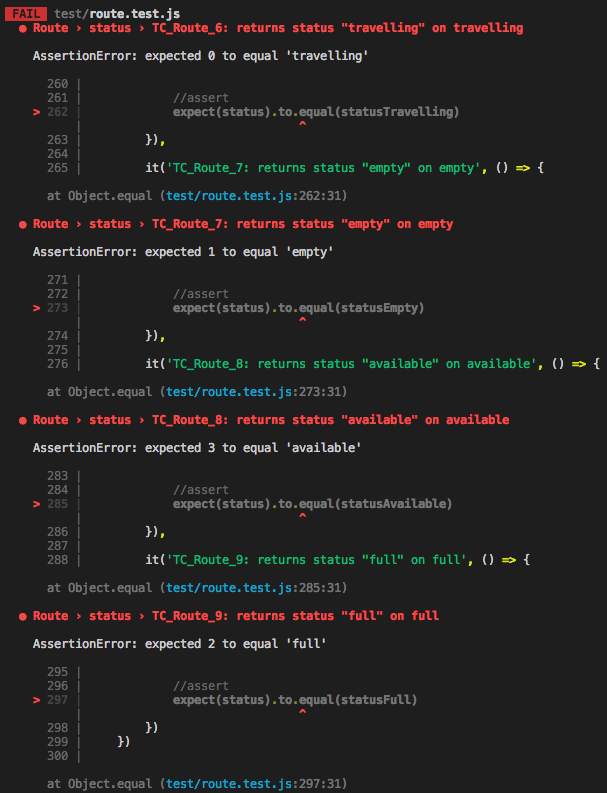 FAIL test/route.test.js
● Route › status › TC_Route_6: returns status "travelling" on travelling
AssertionError: expected 0 to equal 'travelling'
260 |
261 | //assert
> 262 | expect(status).to.equal(statusTravelling)
| ^
263 | }),
264 |
265 | it('TC_Route_7: returns status "empty" on empty', () => {
at Object.equal (test/route.test.js:262:31)
● Route › status › TC_Route_7: returns status "empty" on empty
AssertionError: expected 1 to equal 'empty'
271 |
272 | //assert
> 273 | expect(status).to.equal(statusEmpty)
| ^
274 | }),
275 |
276 | it('TC_Route_8: returns status "available" on available', () => {
at Object.equal (test/route.test.js:273:31)
● Route › status › TC_Route_8: returns status "available" on available
AssertionError: expected 3 to equal 'available'
283 |
284 | //assert
> 285 | expect(status).to.equal(statusAvailable)
| ^
286 | }),
287 |
288 | it('TC_Route_9: returns status "full" on full', () => {
at Object.equal (test/route.test.js:285:31)
● Route › status › TC_Route_9: returns status "full" on full
AssertionError: expected 2 to equal 'full'
295 |
296 | //assert
> 297 | expect(status).to.equal(statusFull)
| ^
298 | })
299 | })
300 |
at Object.equal (test/route.test.js:297:31)